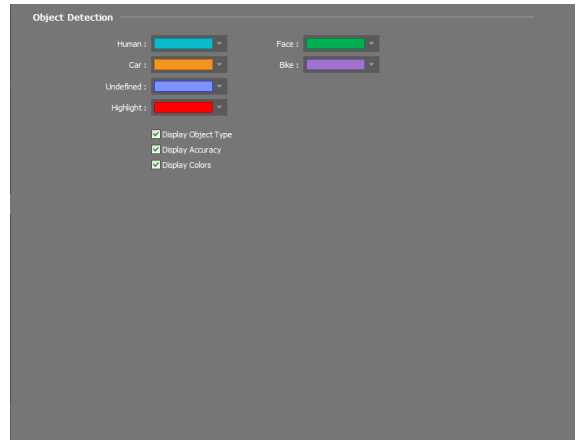 Object Detection
Human : Face :
Car : Bike :
Undefined :
Highlight :
Display Object Type
Display Accuracy
Display Colors